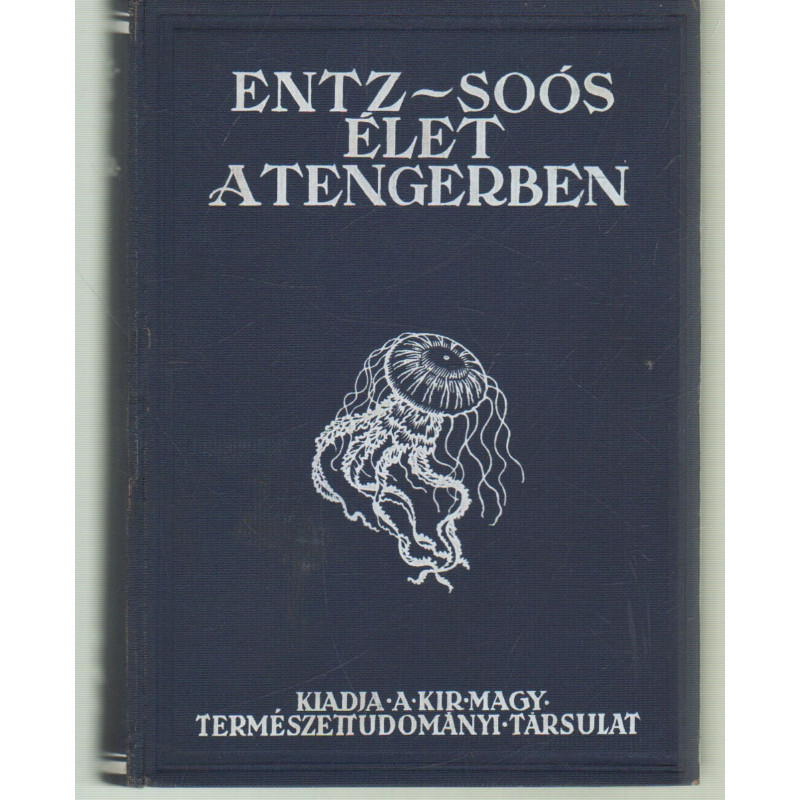 ENTZ~SOÓS
ÉLET
A TENGERBEN
KIADJA·A·KIR·MAGY·
TERMÉSZETTUDOMÁNYI·TÁRSULAT